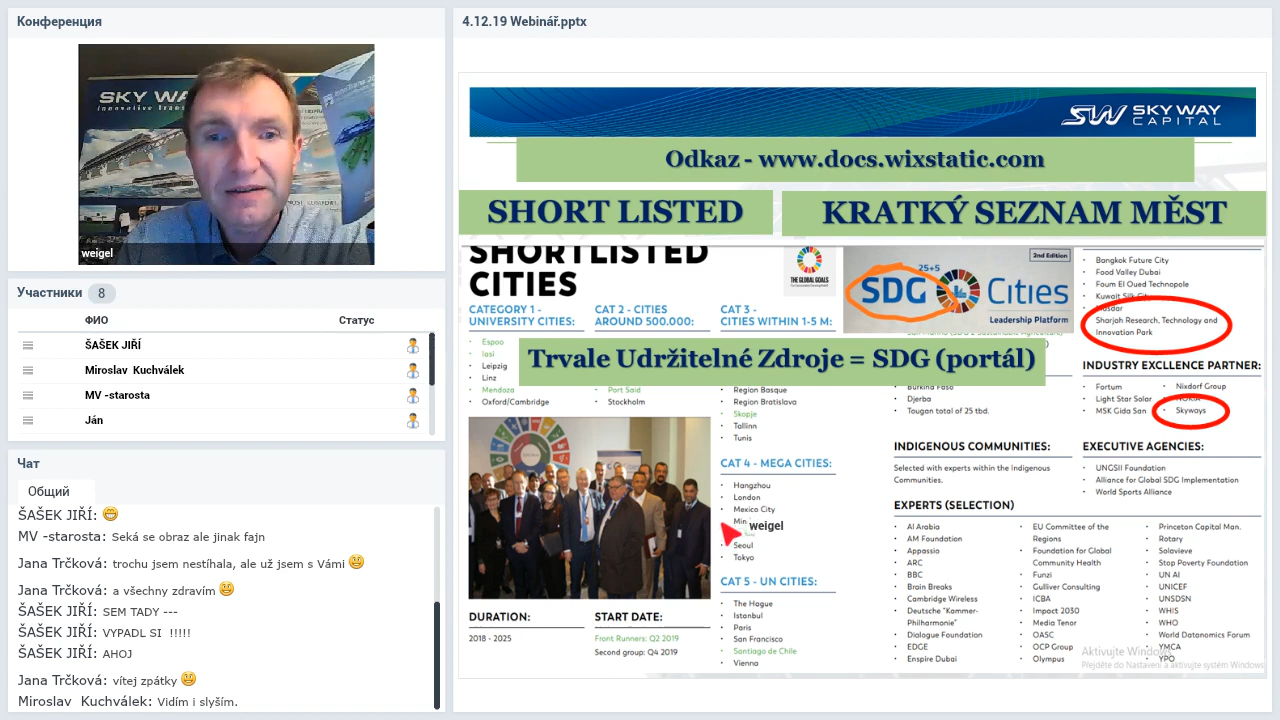 Конференция
SKY WAY
weigel
Участники 8
ФИО Статус
ŠAŠEK JIŘÍ
Miroslav Kuchválek
MV -starosta
Ján
Чат
Общий
ŠAŠEK JIŘÍ:
MV -starosta: Seká se obraz ale jinak fajn
Jana Trčková: trochu jsem nestíhala, ale už jsem s Vámi
Jana Trčková: a všechny zdravím
ŠAŠEK JIŘÍ: SEM TADY ---
ŠAŠEK JIŘÍ: VYPADL SI !!!!!
ŠAŠEK JIŘÍ: AHOJ
Jana Trčková: vítej zpátky
Miroslav Kuchválek: Vidím i slyším.
4.12.19 Webinář.pptx
SW SKY WAY
CAPITAL
Odkaz - www.docs.wixstatic.com
SHORT LISTED
KRATKÝ SEZNAM MĚST
SHORTLISTED
CITIES
THE GLOBAL GOALS
2nd Edition
25+5
SDG Cities
Leadership Platform
Trvale Udržitelné Zdroje = SDG (portál)
CATEGORY 1 -
UNIVERSITY CITIES:
Espoo
Iasi
Leipzig
Linz
Mendoza
Oxford/Cambridge
CAT 2 - CITIES
AROUND 500.000:
Port Said
Stockholm
CAT 3 -
CITIES WITHIN 1-5 M:
Region Basque
Region Bratislava
Skopje
Tallinn
Tunis
CAT 4 - MEGA CITIES:
Hangzhou
London
Mexico City
weigel
Seoul
Tokyo
CAT 5 - UN CITIES:
The Hague
Istanbul
Paris
San Francisco
Santiago de Chile
Vienna
DURATION:
2018 - 2025
START DATE:
Front Runners: Q2 2019
Second group: Q4 2019
Burkina Faso
Djerba
Tougan total of 25 tbd.
INDIGENOUS COMMUNITIES:
Selected with experts within the Indigenous
Communities.
EXPERTS (SELECTION)
Al Arabia
AM Foundation
Appassio
ARC
BBC
Brain Breaks
Cambridge Wireless
Deutsche "Kammer-
Philharmonie"
Dialogue Foundation
EDGE
Enspire Dubai
EU Committee of the
Regions
Foundation for Global
Community Health
Funzi
Gulliver Consulting
ICBA
Impact 2030
Media Tenor
OASC
OCP Group
Olympus
Princeton Capital Man.
Rotary
Solavieve
Stop Poverty Foundation
UN AI
UNICEF
UNSDSN
WHIS
WHO
World Datanomics Forum
YMCA
YPO
Bangkok Future City
Food Valley Dubai
Foum El Oued Technopole
Kuwait Silk City
Masdar
Sharjah Research, Technology and
Innovation Park
INDUSTRY EXCLLENCE PARTNER:
Fortum
Light Star Solar
MSK Gida San
Nixdorf Group
NOKIA
Skyways
EXECUTIVE AGENCIES:
UNGSII Foundation
Alliance for Global SDG Implementation
World Sports Alliance
Aktivujte Windows
Přejděte do Nastavení a aktivujte systém Windows